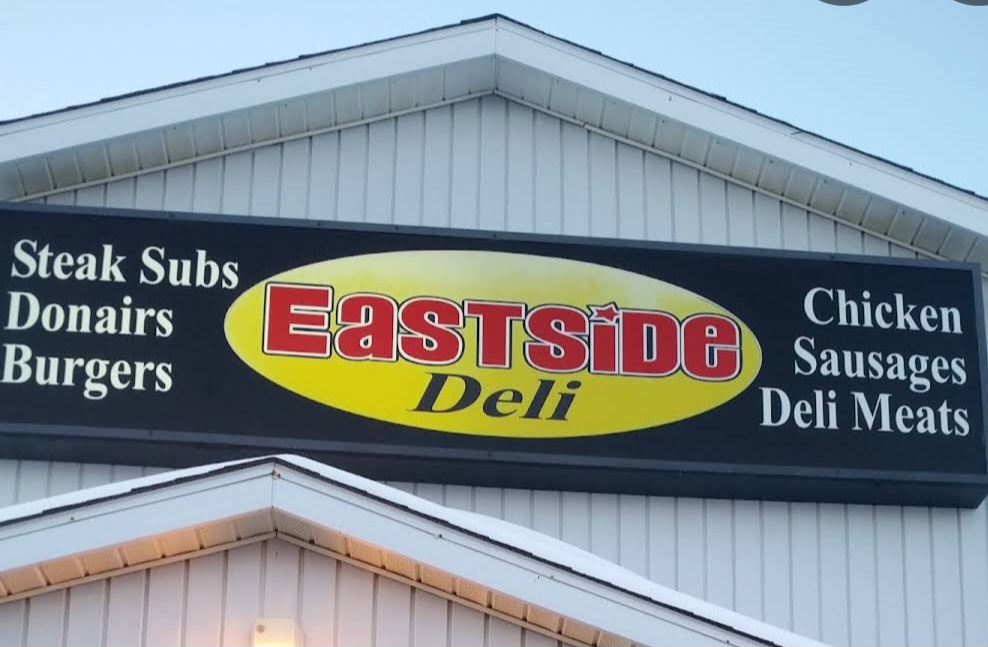 Steak Subs
Donairs
Burgers
EaSTSiDe
Deli
Chicken
Sausages
Deli Meats